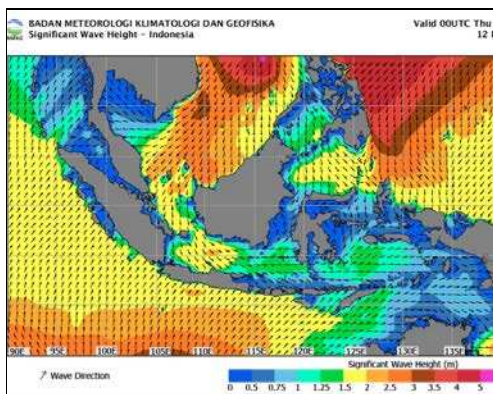 BADAN METEOROLOGI KLIMATOLOGI DAN GEOFISIKA
Significant Wave Height - Indonesia
Valid 00UTC Thu
12
90E 95E 100E 105E 110E 115E 120E 125E 130E 135E
Wave Direction
Significant Wave Height (m)
0 0.5 0.75 1 1.25 1.5 2 2.5 3 4 5